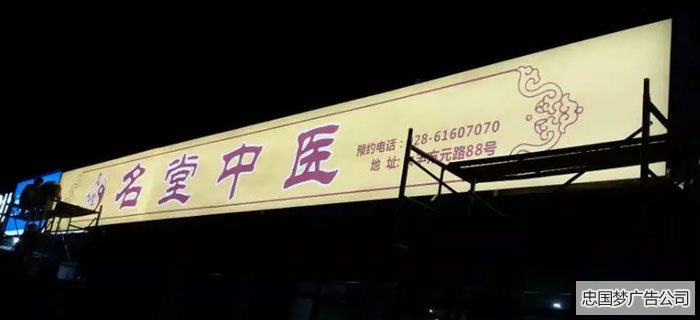 名堂中医
预约电话: 28-61607070
地 址: 元路88号
忠国梦广告公司